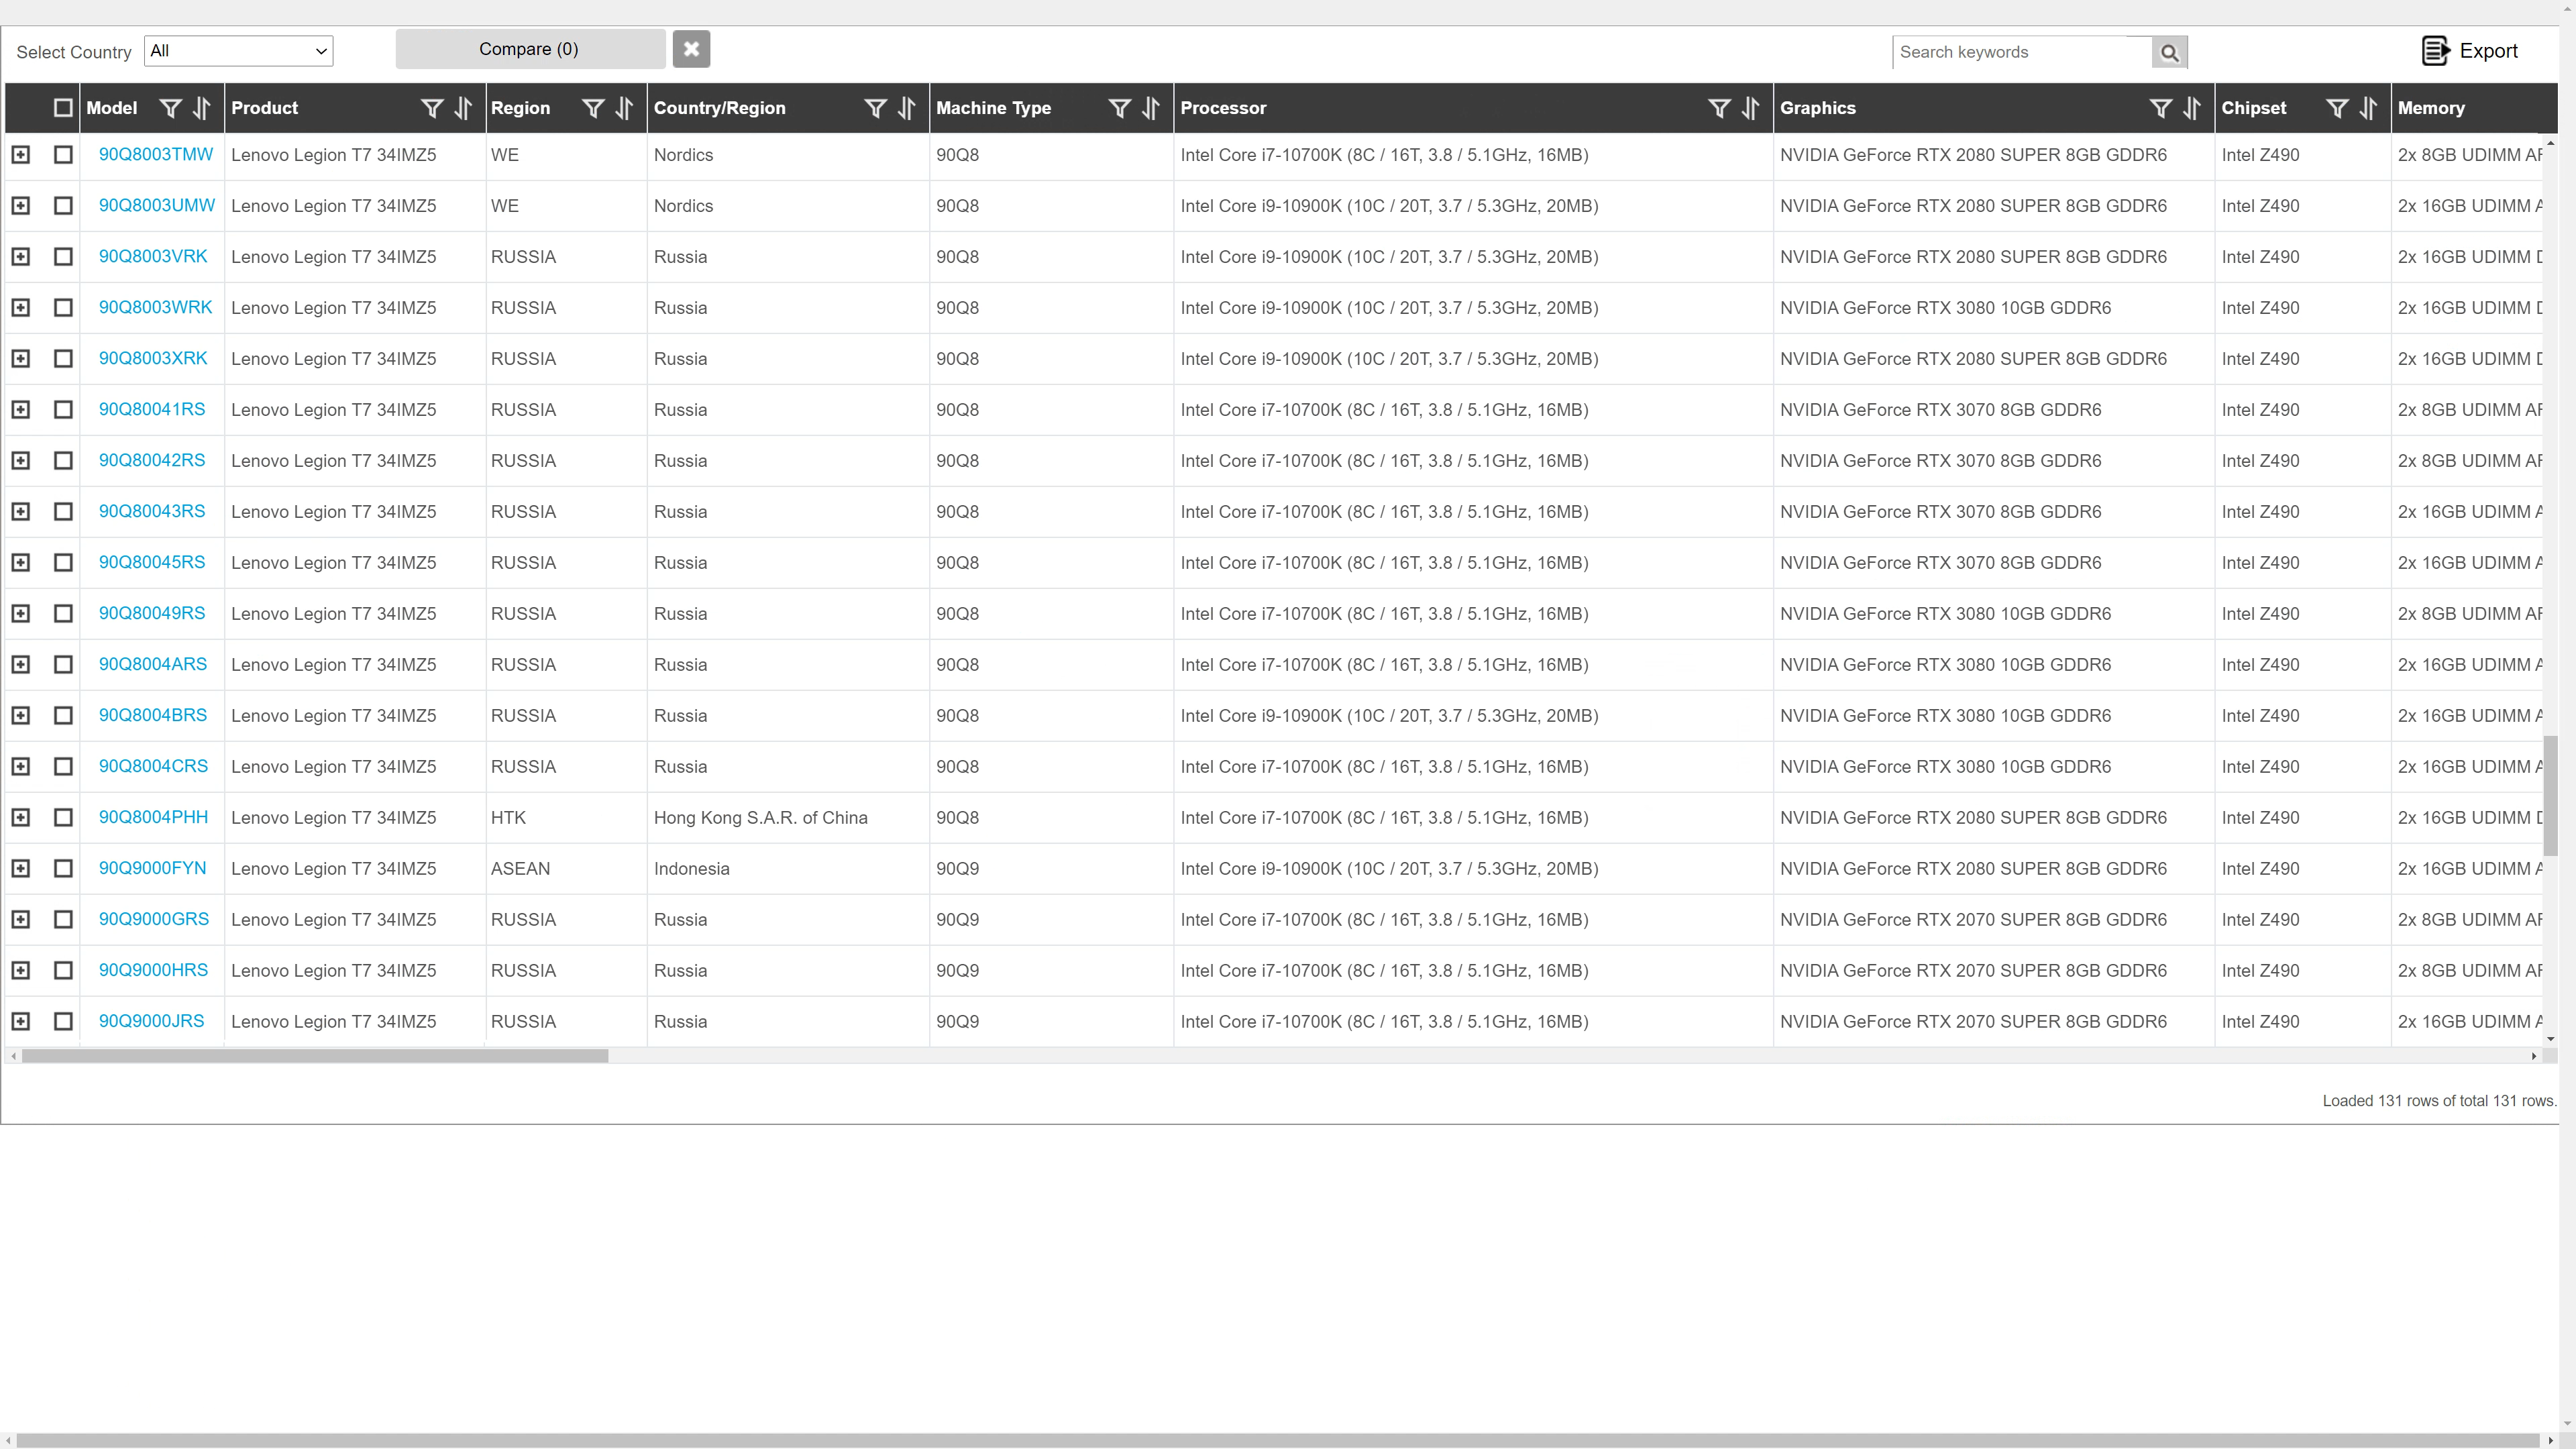 Select Country All Compare (0) Search keywords Export
Model Product Region Country/Region Machine Type Processor Graphics Chipset Memory
90Q8003TMW Lenovo Legion T7 34IMZ5 WE Nordics 90Q8 Intel Core i7-10700K (8C / 16T, 3.8 / 5.1GHz, 16MB) NVIDIA GeForce RTX 2080 SUPER 8GB GDDR6 Intel Z490 2x 8GB UDIMM
90Q8003UMW Lenovo Legion T7 34IMZ5 WE Nordics 90Q8 Intel Core i9-10900K (10C / 20T, 3.7 / 5.3GHz, 20MB) NVIDIA GeForce RTX 2080 SUPER 8GB GDDR6 Intel Z490 2x 16GB UDIMM
90Q8003VRK Lenovo Legion T7 34IMZ5 RUSSIA Russia 90Q8 Intel Core i9-10900K (10C / 20T, 3.7 / 5.3GHz, 20MB) NVIDIA GeForce RTX 2080 SUPER 8GB GDDR6 Intel Z490 2x 16GB UDIMM
90Q8003WRK Lenovo Legion T7 34IMZ5 RUSSIA Russia 90Q8 Intel Core i9-10900K (10C / 20T, 3.7 / 5.3GHz, 20MB) NVIDIA GeForce RTX 3080 10GB GDDR6 Intel Z490 2x 16GB UDIMM
90Q8003XRK Lenovo Legion T7 34IMZ5 RUSSIA Russia 90Q8 Intel Core i9-10900K (10C / 20T, 3.7 / 5.3GHz, 20MB) NVIDIA GeForce RTX 2080 SUPER 8GB GDDR6 Intel Z490 2x 16GB UDIMM
90Q80041RS Lenovo Legion T7 34IMZ5 RUSSIA Russia 90Q8 Intel Core i7-10700K (8C / 16T, 3.8 / 5.1GHz, 16MB) NVIDIA GeForce RTX 3070 8GB GDDR6 Intel Z490 2x 8GB UDIMM
90Q80042RS Lenovo Legion T7 34IMZ5 RUSSIA Russia 90Q8 Intel Core i7-10700K (8C / 16T, 3.8 / 5.1GHz, 16MB) NVIDIA GeForce RTX 3070 8GB GDDR6 Intel Z490 2x 8GB UDIMM
90Q80043RS Lenovo Legion T7 34IMZ5 RUSSIA Russia 90Q8 Intel Core i7-10700K (8C / 16T, 3.8 / 5.1GHz, 16MB) NVIDIA GeForce RTX 3070 8GB GDDR6 Intel Z490 2x 16GB UDIMM
90Q80045RS Lenovo Legion T7 34IMZ5 RUSSIA Russia 90Q8 Intel Core i7-10700K (8C / 16T, 3.8 / 5.1GHz, 16MB) NVIDIA GeForce RTX 3070 8GB GDDR6 Intel Z490 2x 16GB UDIMM
90Q80049RS Lenovo Legion T7 34IMZ5 RUSSIA Russia 90Q8 Intel Core i7-10700K (8C / 16T, 3.8 / 5.1GHz, 16MB) NVIDIA GeForce RTX 3080 10GB GDDR6 Intel Z490 2x 8GB UDIMM
90Q8004ARS Lenovo Legion T7 34IMZ5 RUSSIA Russia 90Q8 Intel Core i7-10700K (8C / 16T, 3.8 / 5.1GHz, 16MB) NVIDIA GeForce RTX 3080 10GB GDDR6 Intel Z490 2x 16GB UDIMM
90Q8004BRS Lenovo Legion T7 34IMZ5 RUSSIA Russia 90Q8 Intel Core i9-10900K (10C / 20T, 3.7 / 5.3GHz, 20MB) NVIDIA GeForce RTX 3080 10GB GDDR6 Intel Z490 2x 16GB UDIMM
90Q8004CRS Lenovo Legion T7 34IMZ5 RUSSIA Russia 90Q8 Intel Core i7-10700K (8C / 16T, 3.8 / 5.1GHz, 16MB) NVIDIA GeForce RTX 3080 10GB GDDR6 Intel Z490 2x 16GB UDIMM
90Q8004PHH Lenovo Legion T7 34IMZ5 HTK Hong Kong S.A.R. of China 90Q8 Intel Core i7-10700K (8C / 16T, 3.8 / 5.1GHz, 16MB) NVIDIA GeForce RTX 2080 SUPER 8GB GDDR6 Intel Z490 2x 16GB UDIMM
90Q9000FYN Lenovo Legion T7 34IMZ5 ASEAN Indonesia 90Q9 Intel Core i9-10900K (10C / 20T, 3.7 / 5.3GHz, 20MB) NVIDIA GeForce RTX 2080 SUPER 8GB GDDR6 Intel Z490 2x 16GB UDIMM
90Q9000GRS Lenovo Legion T7 34IMZ5 RUSSIA Russia 90Q9 Intel Core i7-10700K (8C / 16T, 3.8 / 5.1GHz, 16MB) NVIDIA GeForce RTX 2070 SUPER 8GB GDDR6 Intel Z490 2x 8GB UDIMM
90Q9000HRS Lenovo Legion T7 34IMZ5 RUSSIA Russia 90Q9 Intel Core i7-10700K (8C / 16T, 3.8 / 5.1GHz, 16MB) NVIDIA GeForce RTX 2070 SUPER 8GB GDDR6 Intel Z490 2x 8GB UDIMM
90Q9000JRS Lenovo Legion T7 34IMZ5 RUSSIA Russia 90Q9 Intel Core i7-10700K (8C / 16T, 3.8 / 5.1GHz, 16MB) NVIDIA GeForce RTX 2070 SUPER 8GB GDDR6 Intel Z490 2x 16GB UDIMM
Loaded 131 rows of total 131 rows.